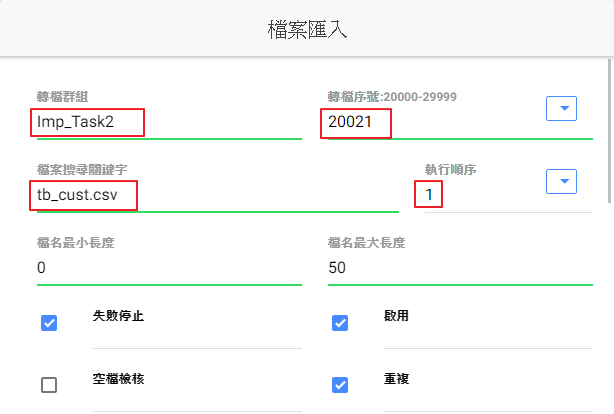 檔案匯入
轉檔群組
轉檔序號:20000-29999
Imp_Task2
20021
檔案搜尋關鍵字
執行順序
tb_cust.csv
1
檔名最小長度
檔名最大長度
0
50
失敗停止
啟用
空檔檢核
重複